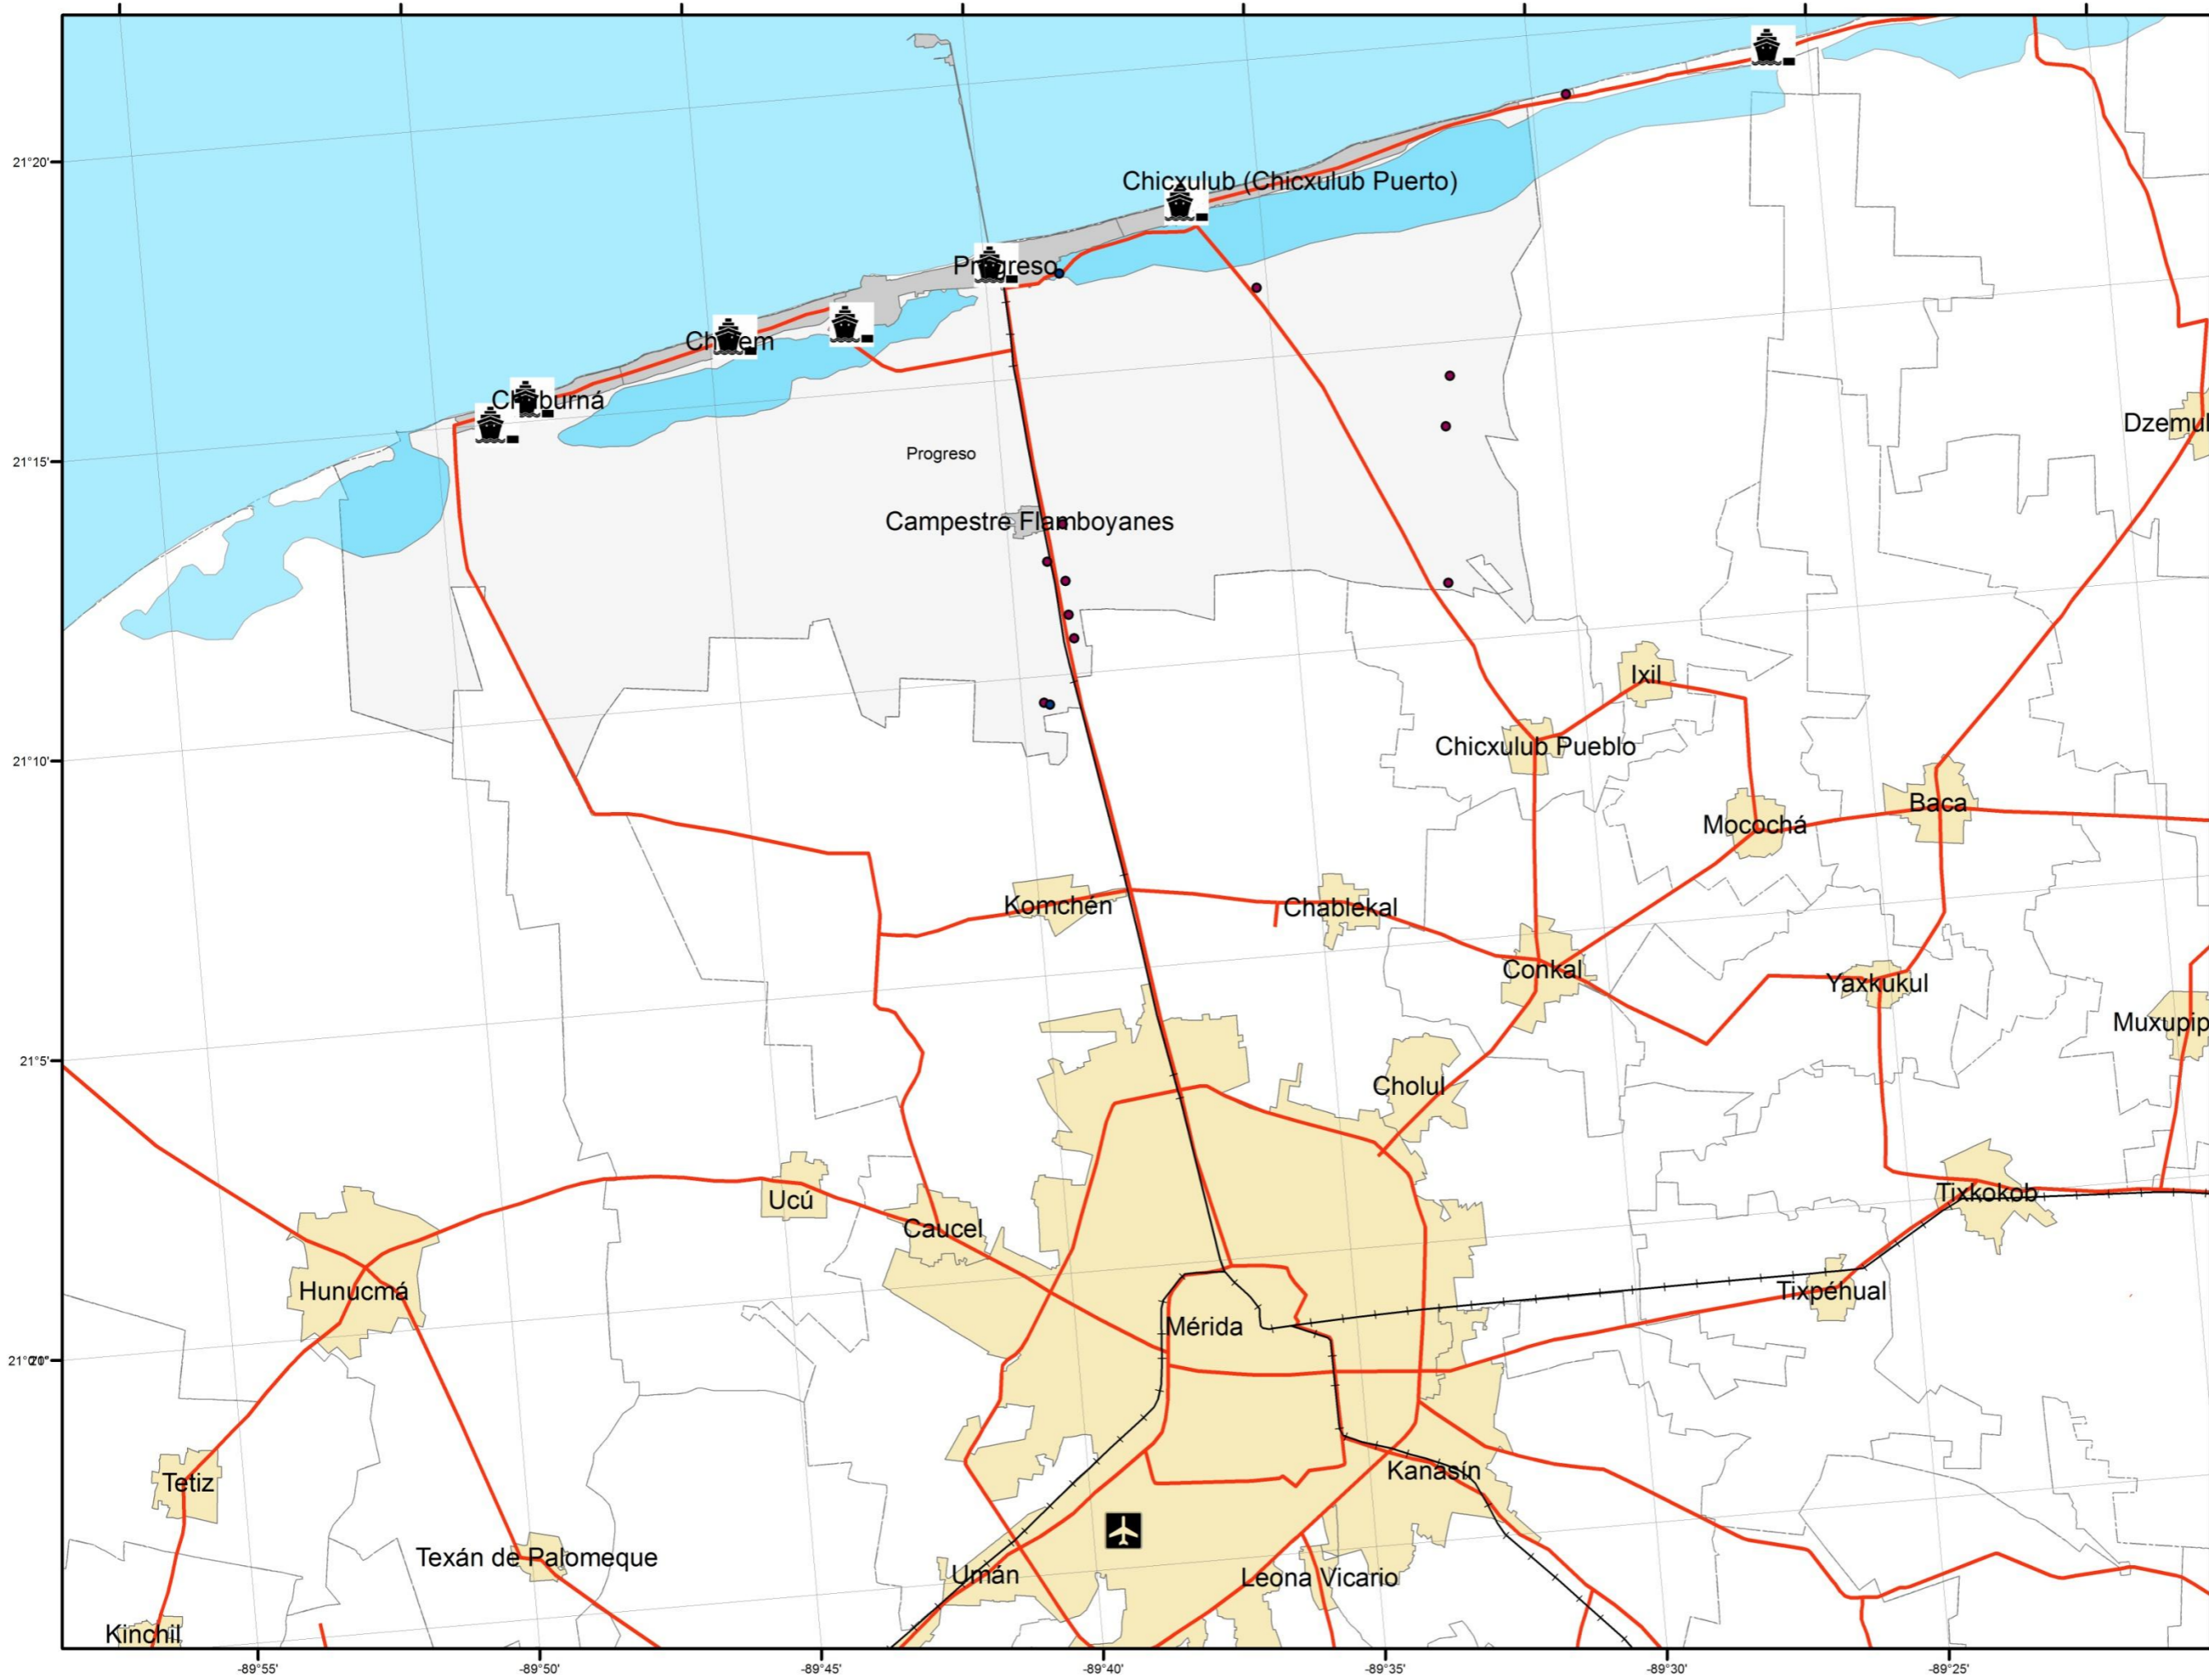 21°20'
Chicxulub (Chicxulub Puerto)
Progreso
Chelem
Chuburná
21°15'
Progreso
Dzemul
Campestre Flamboyanes
Ixil
Chicxulub Pueblo
21°10'
Baca
Mocochá
Komchén
Chablekal
Conkal
Yaxkukul
Muxupip
21°5'
Cholul
Ucú
Caucel
Tixkokob
Hunucmá
Tixpéhual
Mérida
Kanasín
Tetiz
Texán de Palomeque
Umán
Leona Vicario
Kinchil
-89°55'
-89°50'
-89°45'
-89°40'
-89°35'
-89°30'
-89°25'